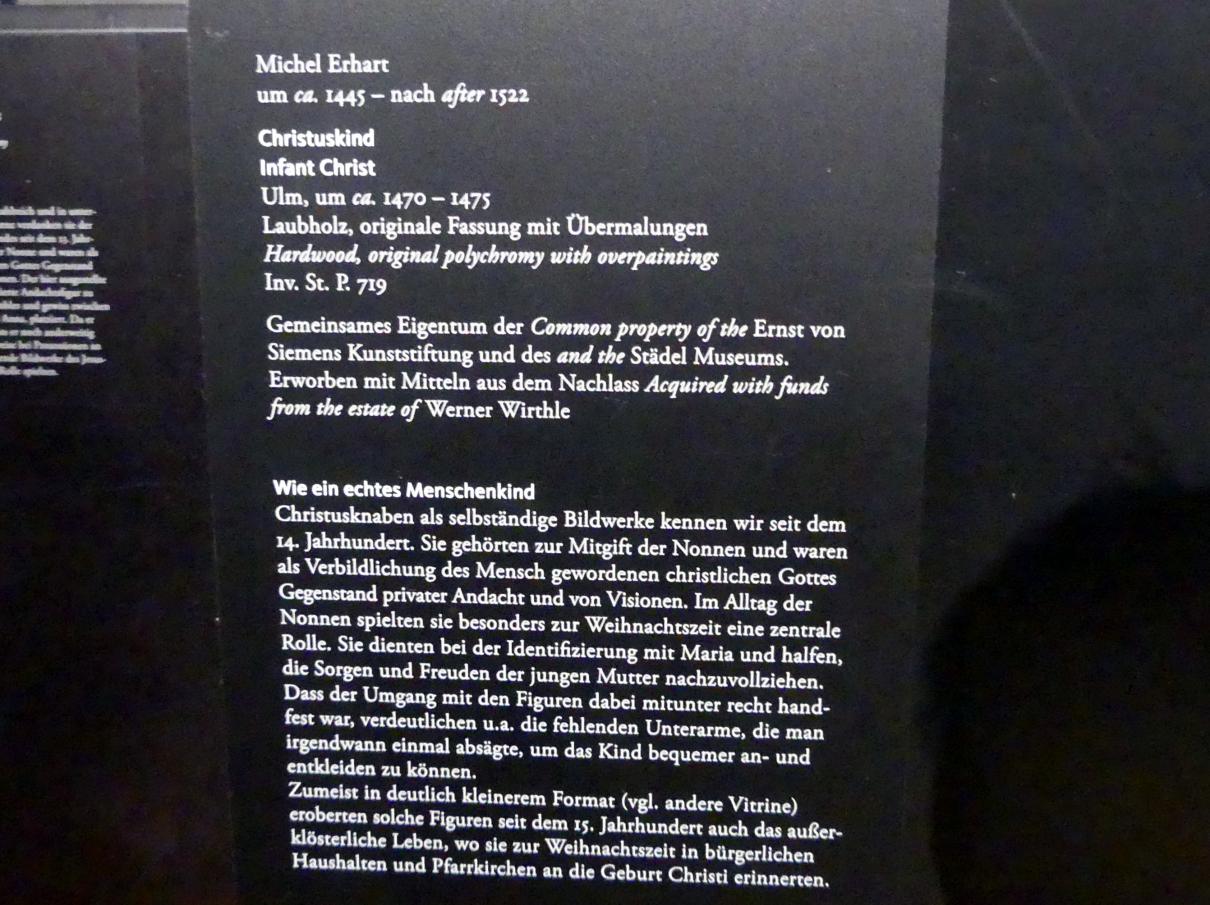 Michel Erhart
um ca. 1445 – nach after 1522
Christuskind
Infant Christ
Ulm, um ca. 1470 – 1475
Laubholz, originale Fassung mit Übermalungen
Hardwood, original polychromy with overpaintings
Inv. St. P. 719
Gemeinsames Eigentum der Common property of the Ernst von
Siemens Kunststiftung und des and the Städel Museums.
Erworben mit Mitteln aus dem Nachlass Acquired with funds
from the estate of Werner Wirthle
Wie ein echtes Menschenkind
Christusknaben als selbständige Bildwerke kennen wir seit dem
14. Jahrhundert. Sie gehörten zur Mitgift der Nonnen und waren
als Verbildlichung des Mensch gewordenen christlichen Gottes
Gegenstand privater Andacht und von Visionen. Im Alltag der
Nonnen spielten sie besonders zur Weihnachtszeit eine zentrale
Rolle. Sie dienten bei der Identifizierung mit Maria und halfen,
die Sorgen und Freuden der jungen Mutter nachzuvollziehen.
Dass der Umgang mit den Figuren dabei mitunter recht hand-
fest war, verdeutlichen u.a. die fehlenden Unterarme, die man
irgendwann einmal absägte, um das Kind bequemer an- und
entkleiden zu können.
Zumeist in deutlich kleinerem Format (vgl. andere Vitrine)
eroberten solche Figuren seit dem 15. Jahrhundert auch das außer-
klösterliche Leben, wo sie zur Weihnachtszeit in bürgerlichen
Haushalten und Pfarrkirchen an die Geburt Christi erinnerten.